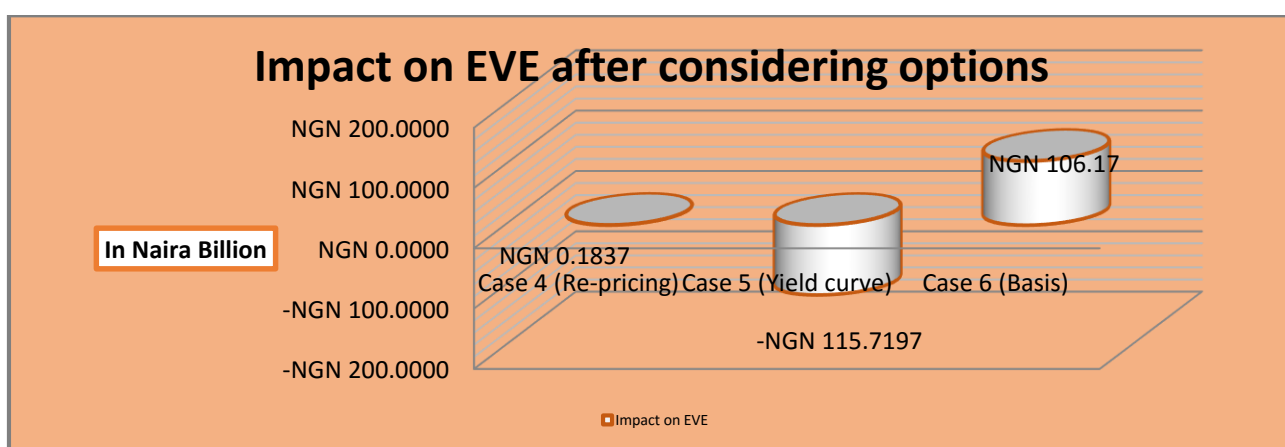 Impact on EVE after considering options
NGN 200.0000
NGN 100.0000
NGN 0.0000
-NGN 100.0000
-NGN 200.0000
In Naira Billion
NGN 0.1837
-NGN 115.7197
NGN 106.17
Case 4 (Re-pricing)
Case 5 (Yield curve)
Case 6 (Basis)
Impact on EVE